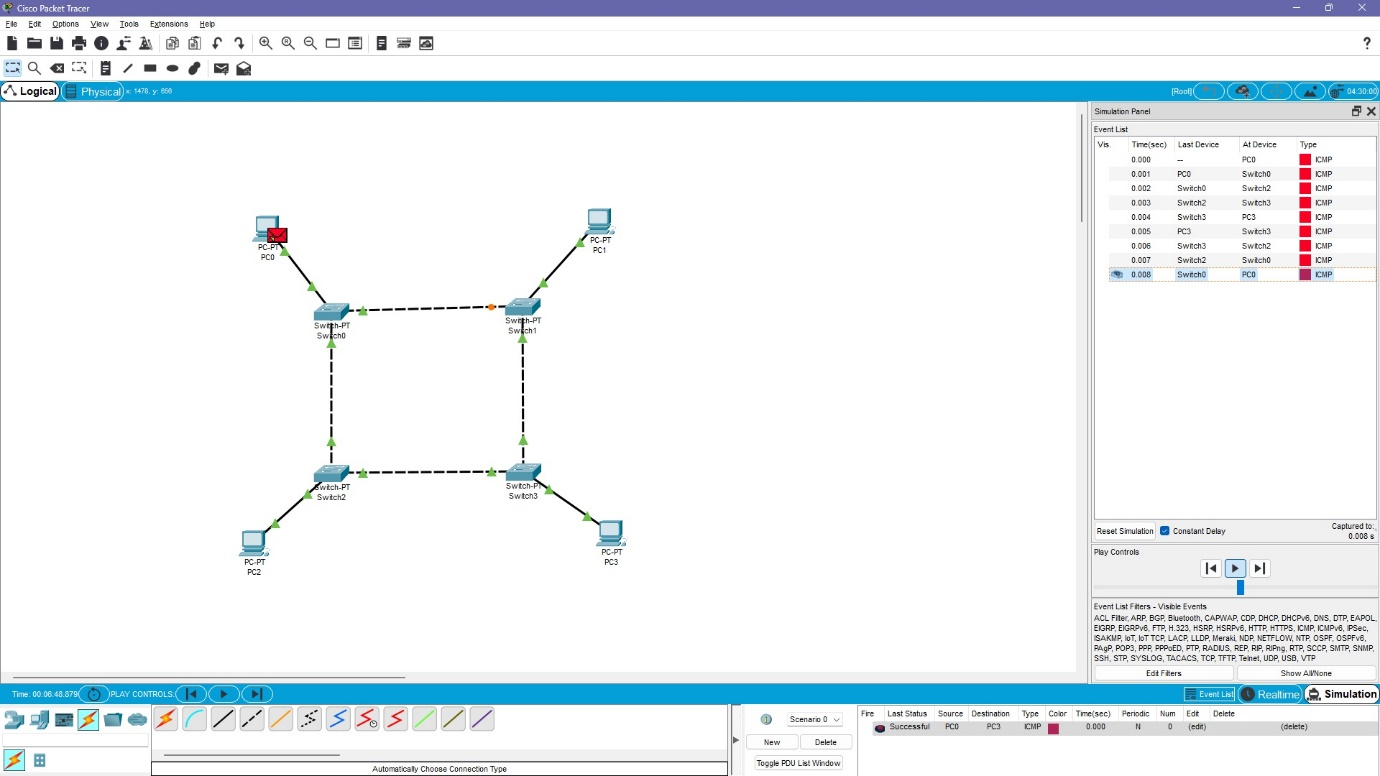 Cisco Packet Tracer
File Edit Options View Tools Extensions Help
Logical Physical x: 1478, y: 656 [Root] 04:30:00
PC-PT
PC0
PC-PT
PC1
Switch-PT
Switch0
Switch-PT
Switch1
Switch-PT
Switch2
Switch-PT
Switch3
PC-PT
PC2
PC-PT
PC3
Simulation Panel
Event List
Vis. Time(sec) Last Device At Device Type
0.000 -- PC0 ICMP
0.001 PC0 Switch0 ICMP
0.002 Switch0 Switch2 ICMP
0.003 Switch2 Switch3 ICMP
0.004 Switch3 PC3 ICMP
0.005 PC3 Switch3 ICMP
0.006 Switch3 Switch2 ICMP
0.007 Switch2 Switch0 ICMP
0.008 Switch0 PC0 ICMP
Reset Simulation Constant Delay Captured to:
0.008 s
Play Controls
Event List Filters - Visible Events
ACL Filter, ARP, BGP, Bluetooth, CAPWAP, CDP, DHCP, DHCPv6, DNS, DTP, EAPOL,
EIGRP, EIGRPv6, FTP, H.323, HSRP, HSRPv6, HTTP, HTTPS, ICMP, ICMPv6, IPSec,
ISAKMP, IoT, IoT TCP, LACP, LLDP, Meraki, NDP, NETFLOW, NTP, OSPF, OSPFv6,
PAgP, POP3, PPP, PPPoED, PTP, RADIUS, REP, RIP, RIPng, RTP, SCCP, SMTP, SNMP,
SSH, STP, SYSLOG, TACACS, TCP, TFTP, Telnet, UDP, USB, VTP
Edit Filters Show All/None
Time: 00:06:48.879 PLAY CONTROLS: Event List Realtime Simulation
Scenario 0
New Delete
Toggle PDU List Window
Fire Last Status Source Destination Type Color Time(sec) Periodic Num Edit Delete
Successful PC0 PC3 ICMP 0.000 N 0 (edit) (delete)
Automatically Choose Connection Type